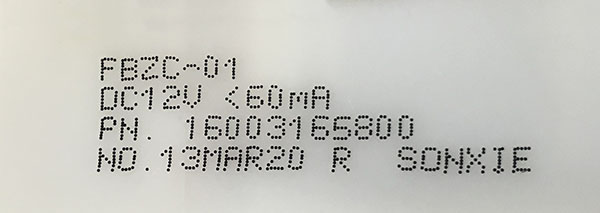 FBZC-01
DC12V <60mA
PN. 16003165800
NO.13MAR20 R SONXIE